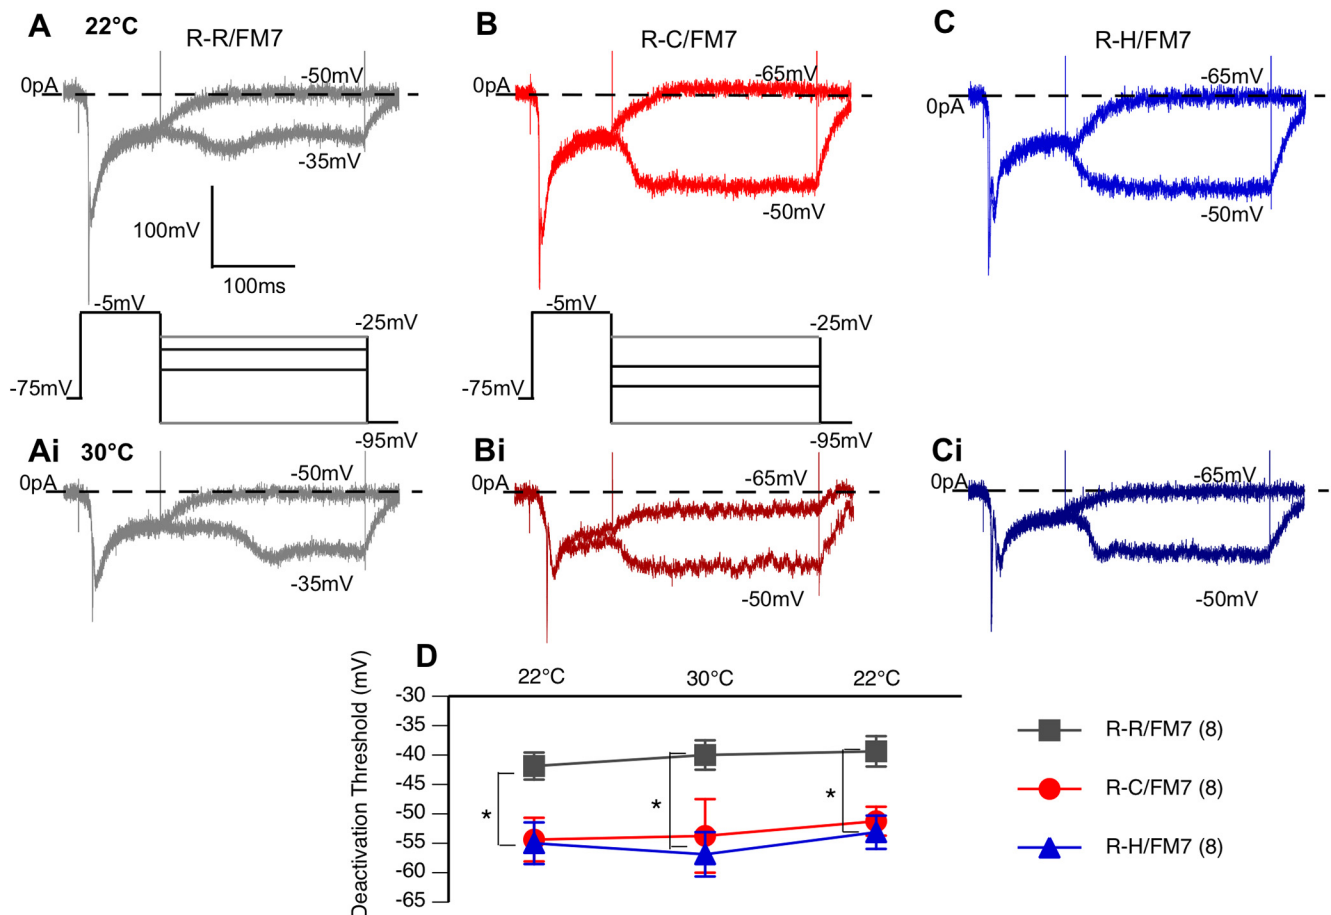 A 22°C R-R/FM7
-50mV
0pA
-35mV
100mV
100ms
-5mV
-25mV
-75mV
-95mV
B R-C/FM7
-65mV
0pA
-50mV
-5mV
-25mV
-75mV
-95mV
C R-H/FM7
-65mV
0pA
-50mV
Ai 30°C
-50mV
0pA
-35mV
Bi
-65mV
0pA
-50mV
Ci
-65mV
0pA
-50mV
D
22°C 30°C 22°C
Deactivation Threshold (mV)
-30
-35
-40
-45
-50
-55
-60
-65
* * *
R-R/FM7 (8)
R-C/FM7 (8)
R-H/FM7 (8)